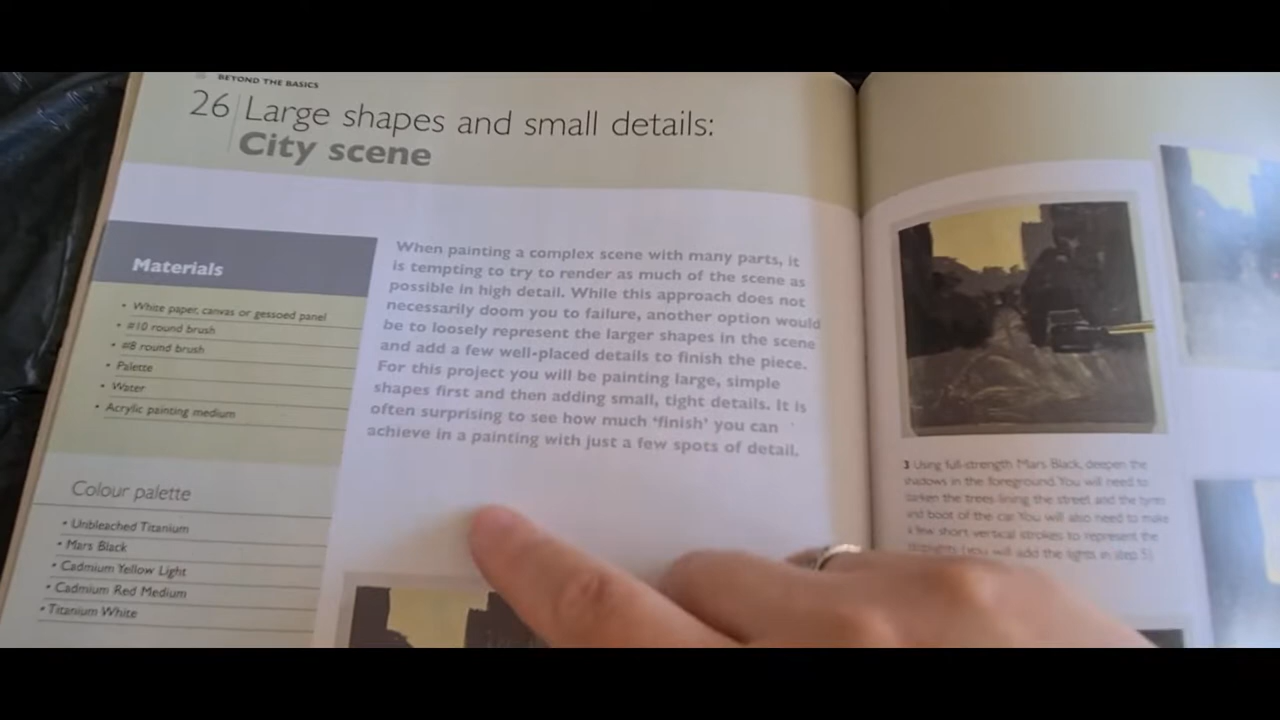 BEYOND THE BASICS
26 Large shapes and small details:
City scene
Materials
• White paper, canvas or gessoed panel
• #10 round brush
• #8 round brush
• Palette
• Water
• Acrylic painting medium
Colour palette
• Unbleached Titanium
• Mars Black
• Cadmium Yellow Light
• Cadmium Red Medium
• Titanium White
When painting a complex scene with many parts, it
is tempting to try to render as much of the scene as
possible in high detail. While this approach does not
necessarily doom you to failure, another option would
be to loosely represent the larger shapes in the scene
and add a few well-placed details to finish the piece.
For this project you will be painting large, simple
shapes first and then adding small, tight details. It is
often surprising to see how much ‘finish’ you can
achieve in a painting with just a few spots of detail.
3 Using full-strength Mars Black, deepen the
shadows in the foreground. You will need to
darken the trees lining the street and the tyres
and boot of the car. You will also need to make
a few short vertical strokes to represent the
(you will add the lights in step 5)